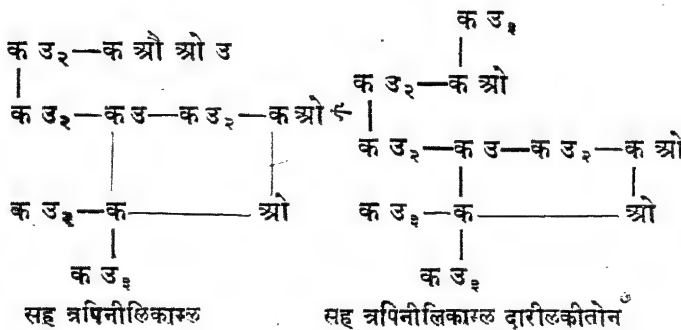 क उ₃
क उ₂—क औ ओ उ
क उ₂—क ओ
क उ₂—क उ—क उ₂—क ओ
क उ₂—क उ—क उ₂—क ओ
क उ₃—क——ओ
क उ₃—क——ओ
क उ₃
क उ₃
सह त्रपिनीलिकाम्ल
सह त्रपिनीलिकाम्ल दारीलकीतोन